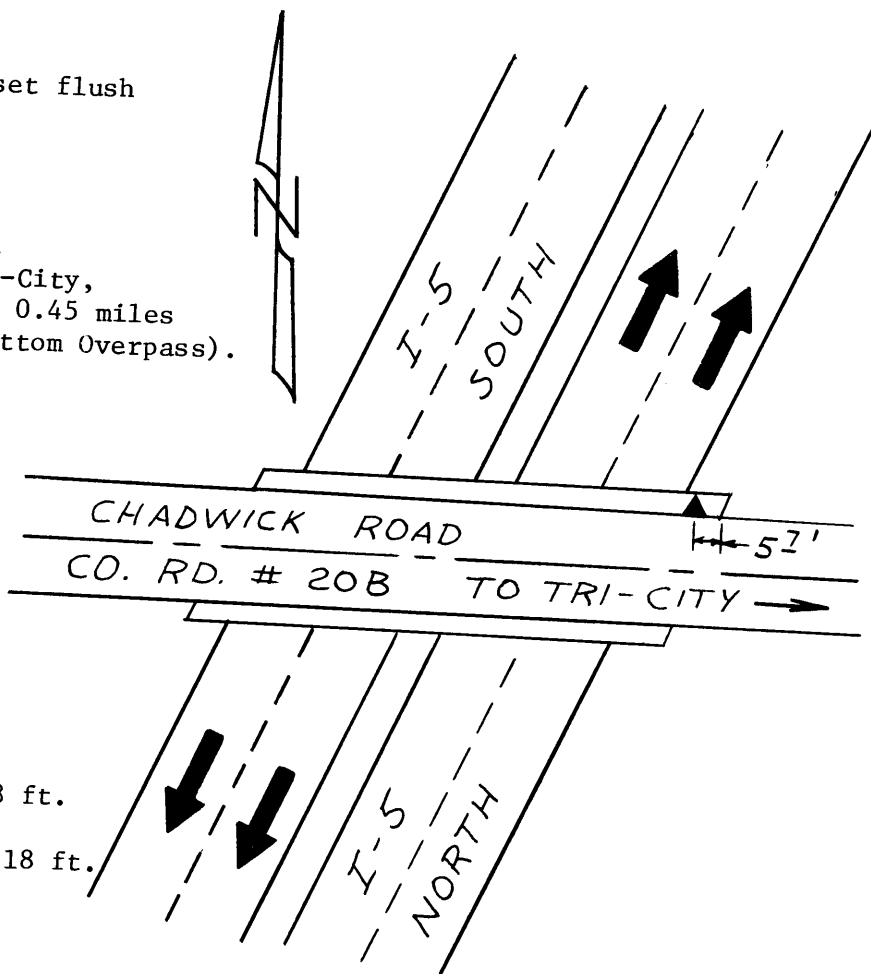 set flush
-City,
0.45 miles
ttom Overpass).
N
I-5
SOUTH
CHADWICK ROAD
5.7'
CO. RD. # 20B TO TRI-CITY
ft.
18 ft.
I-5
NORTH